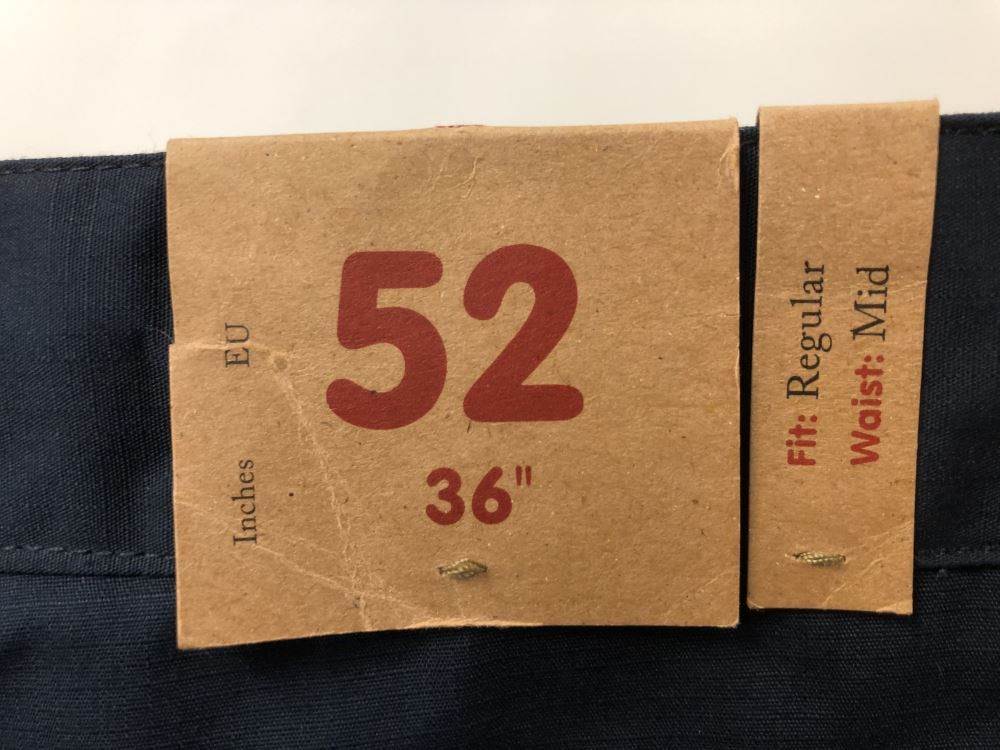 EU
52
Inches
36"
Fit: Regular
Waist: Mid